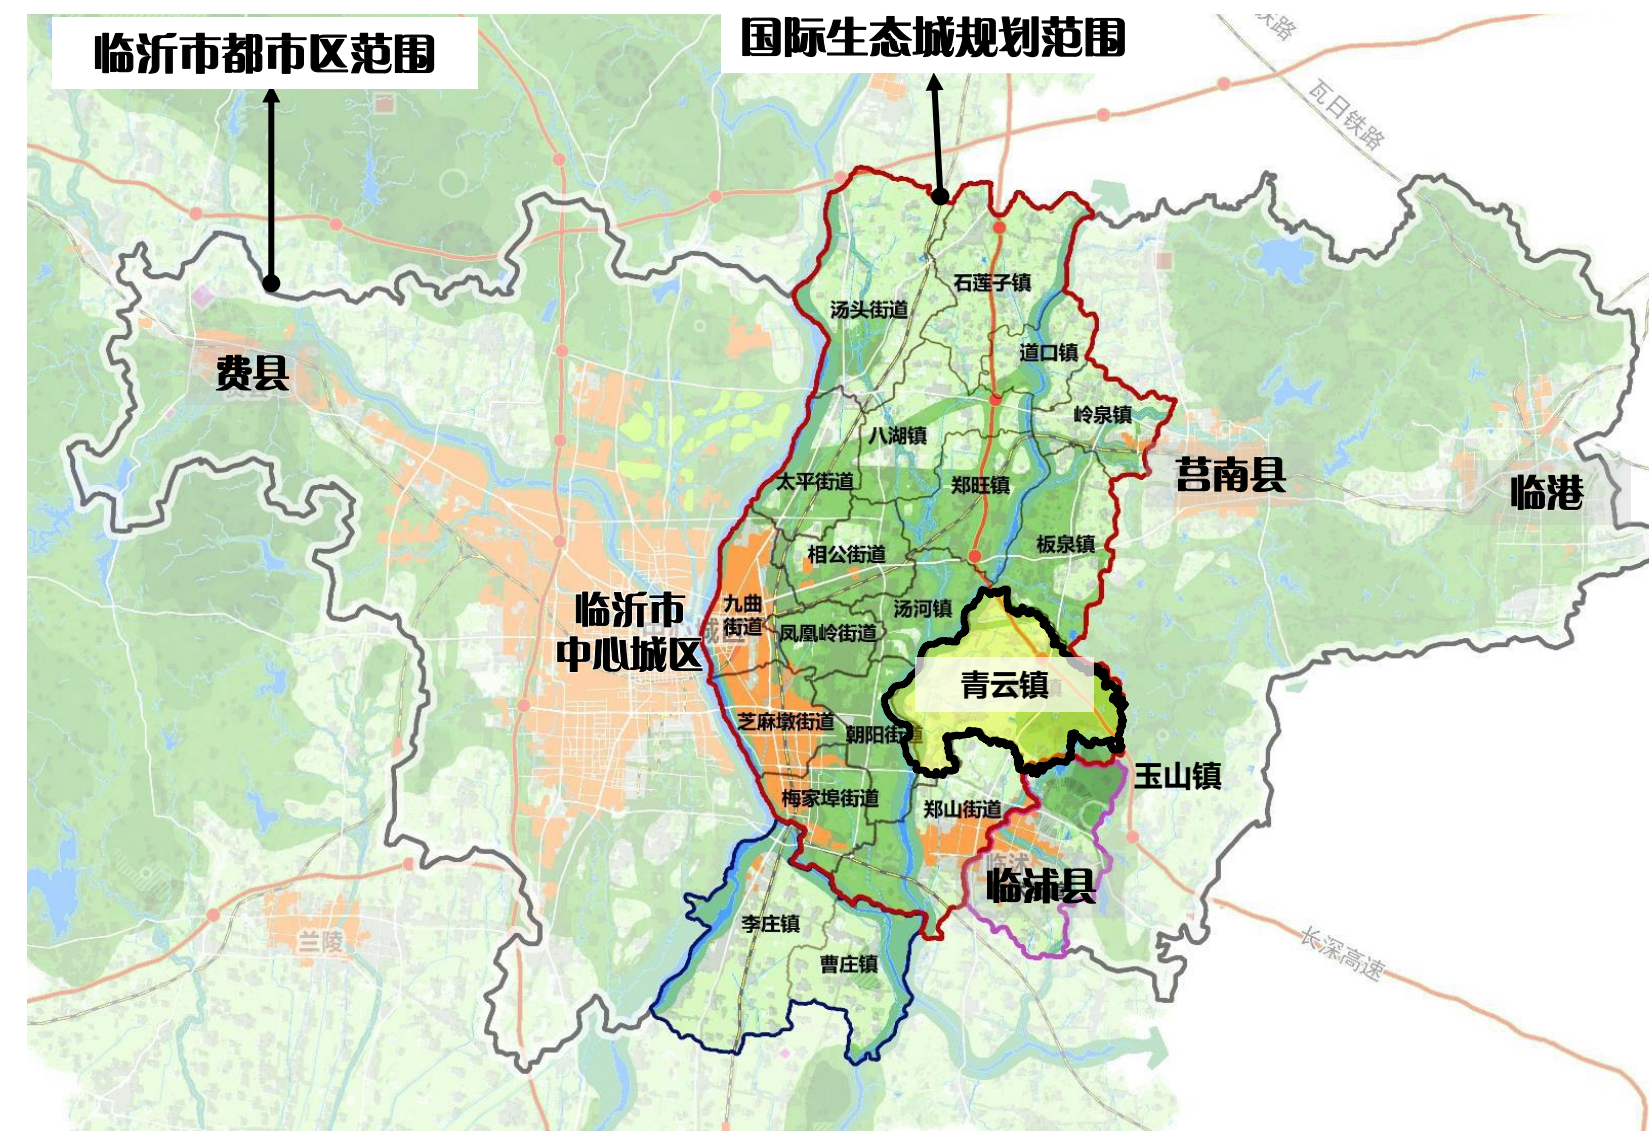 临沂市都市区范围
国际生态城规划范围
铁路
瓦日铁路
石莲子镇
汤头街道
道口镇
费县
岭泉镇
八湖镇
莒南县
太平街道
郑旺镇
临港
板泉镇
相公街道
九曲
街道
汤河镇
临沂市
中心城区
凤凰岭街道
青云镇
芝麻墩街道
朝阳街道
玉山镇
梅家埠街道
郑山街道
临沭
临沭县
李庄镇
兰陵
长深高速
曹庄镇